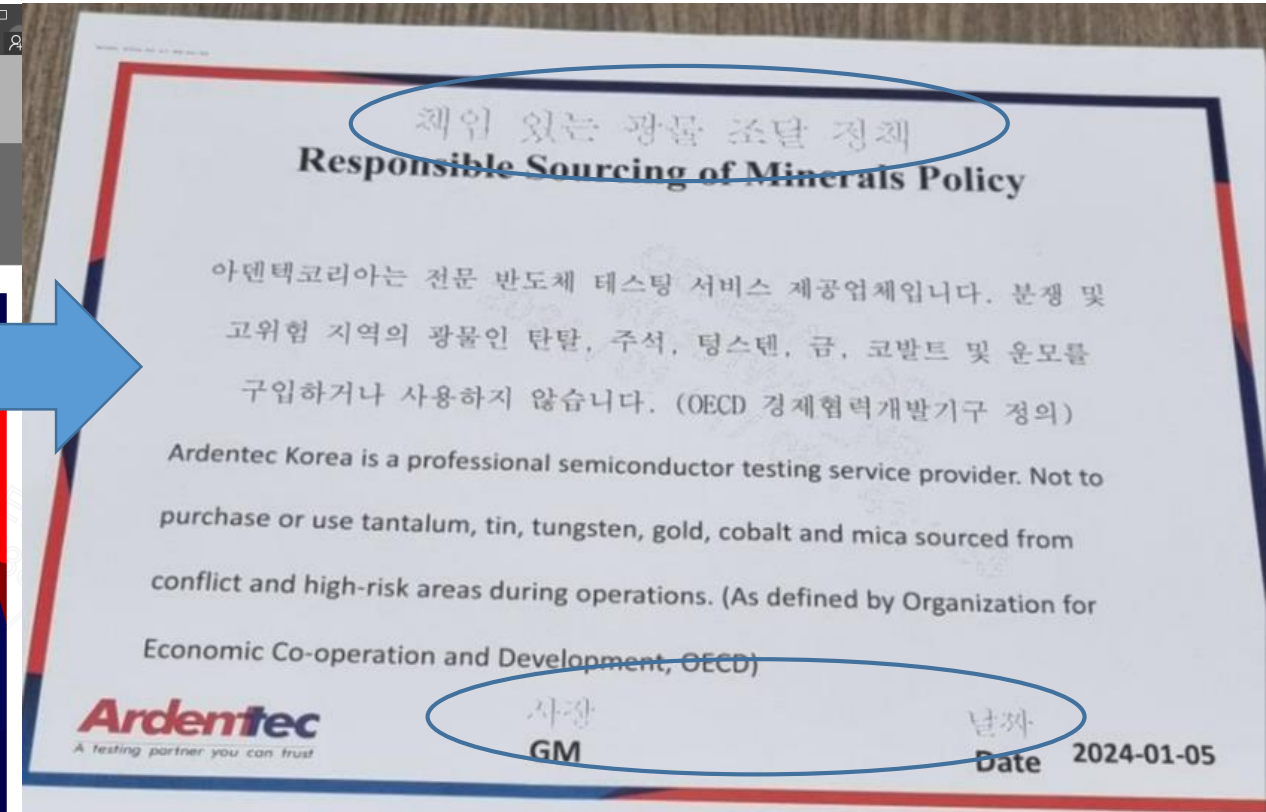 책임 있는 광물 조달 정책
Responsible Sourcing of Minerals Policy
아덴텍코리아는 전문 반도체 테스팅 서비스 제공업체입니다. 분쟁 및
고위험 지역의 광물인 탄탈, 주석, 텅스텐, 금, 코발트 및 운모를
구입하거나 사용하지 않습니다. (OECD 경제협력개발기구 정의)
Ardentec Korea is a professional semiconductor testing service provider. Not to
purchase or use tantalum, tin, tungsten, gold, cobalt and mica sourced from
conflict and high-risk areas during operations. (As defined by Organization for
Economic Co-operation and Development, OECD)
Ardentec
A testing partner you can trust
사장
GM
날짜
Date 2024-01-05